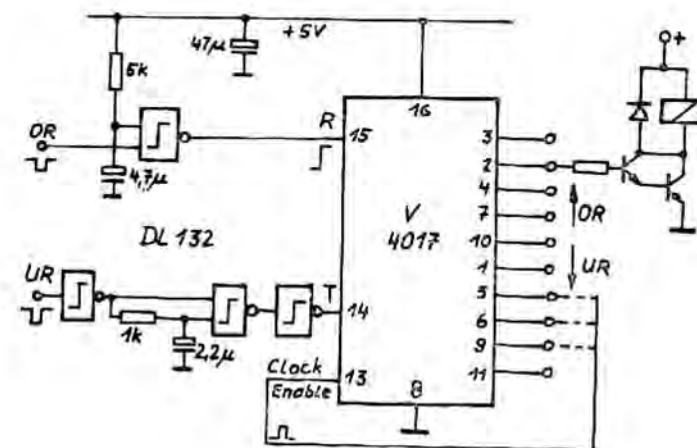 47μ
+5V
5k
OR
R
15
16
4,7μ
DL 132
V
4017
3
2
4
7
10
1
5
6
9
11
OR
UR
+
UR
1k
2,2μ
T
14
Clock
Enable
13
8